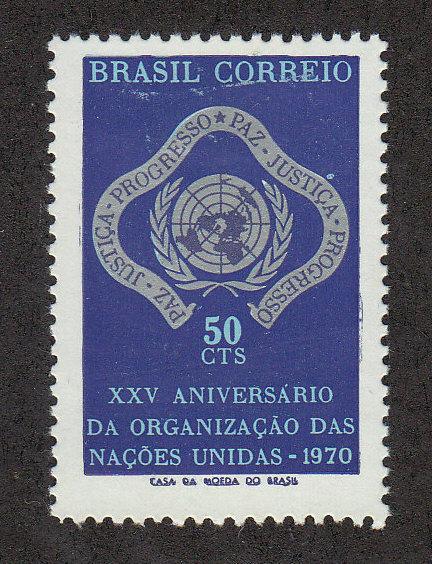 BRASIL CORREIO
PAZ · JUSTIÇA · PROGRESSO ★ PAZ · JUSTIÇA · PROGRESSO
50
CTS
XXV ANIVERSÁRIO
DA ORGANIZAÇÃO DAS
NAÇÕES UNIDAS - 1970
CASA DA MOEDA DO BRASIL